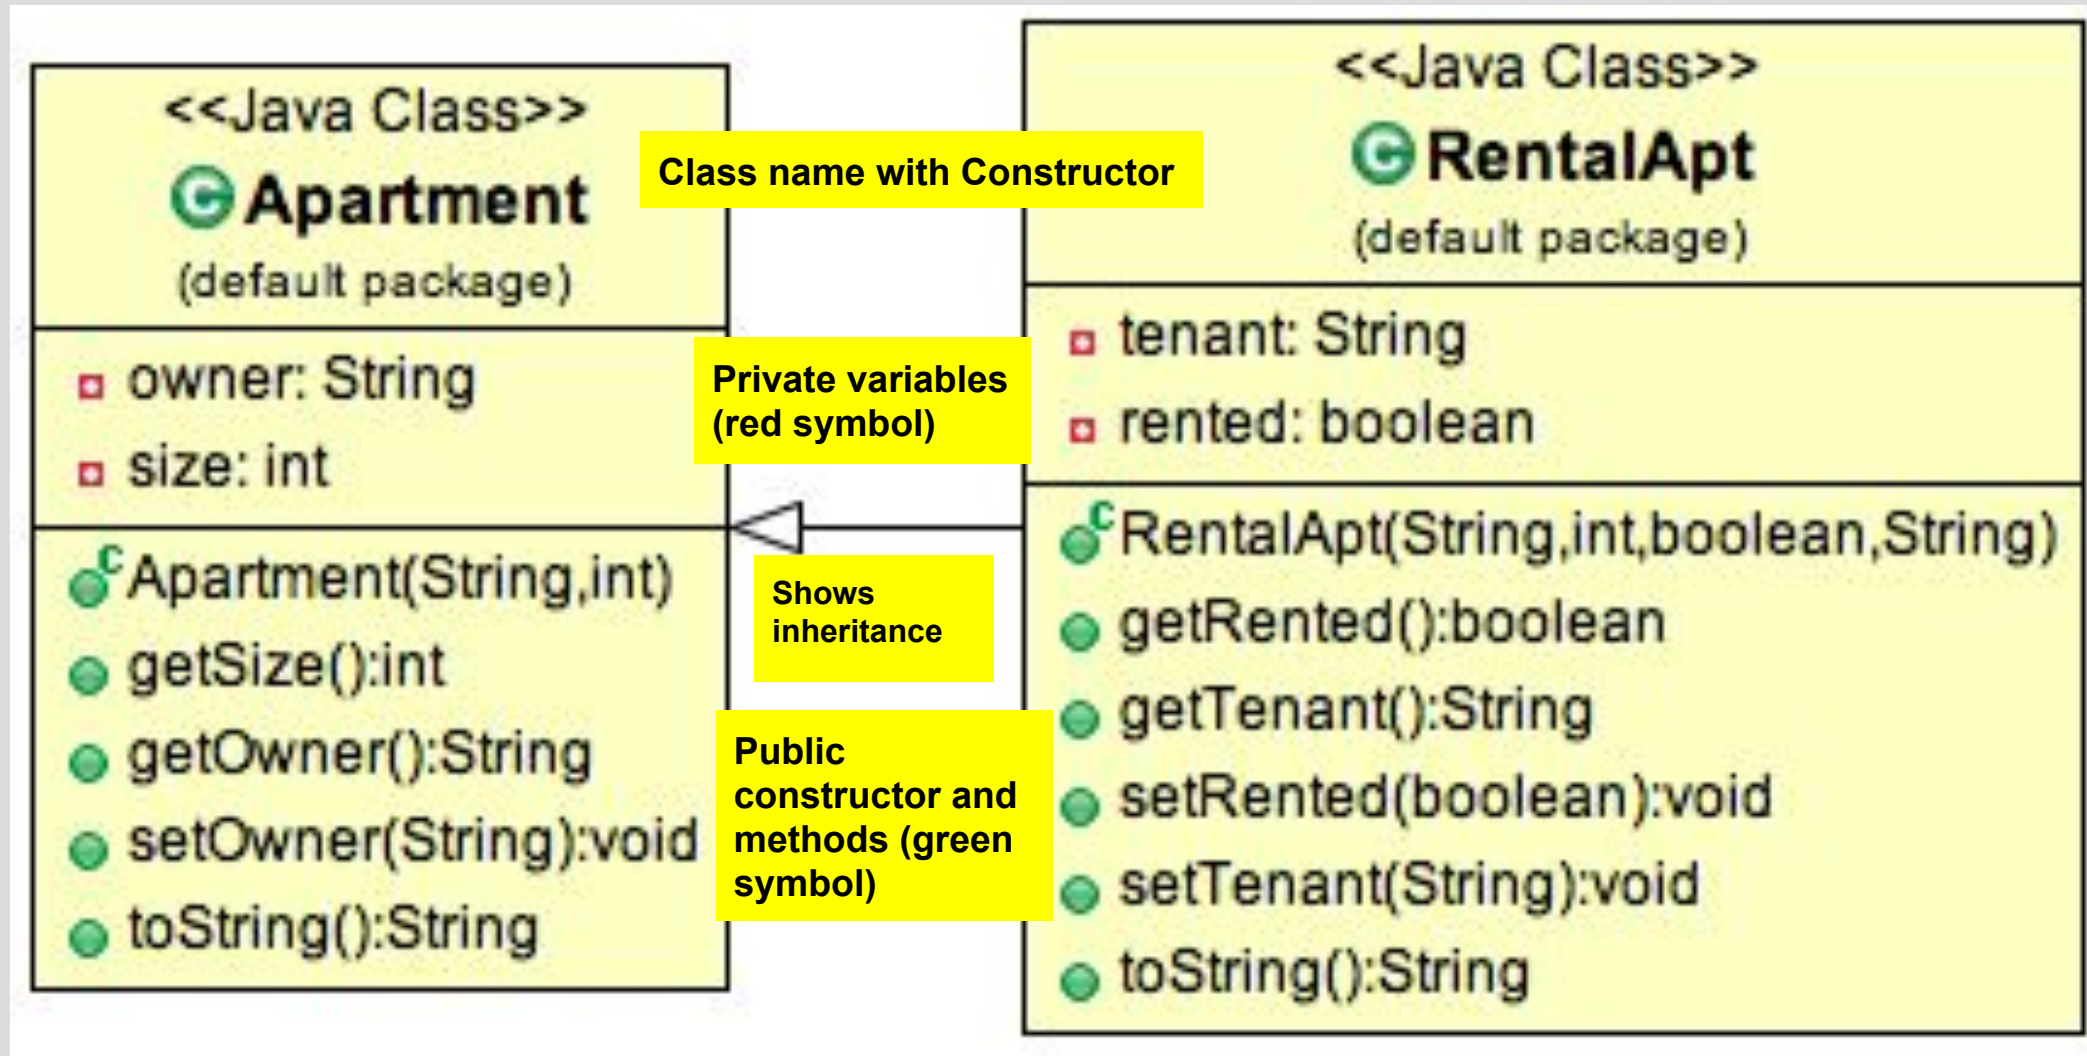 <<Java Class>>
C Apartment
(default package)
owner: String
size: int
C Apartment(String,int)
getSize():int
getOwner():String
setOwner(String):void
toString():String
Class name with Constructor
Private variables
(red symbol)
Shows
inheritance
Public
constructor and
methods (green
symbol)
<<Java Class>>
C RentalApt
(default package)
tenant: String
rented: boolean
C RentalApt(String,int,boolean,String)
getRented():boolean
getTenant():String
setRented(boolean):void
setTenant(String):void
toString():String